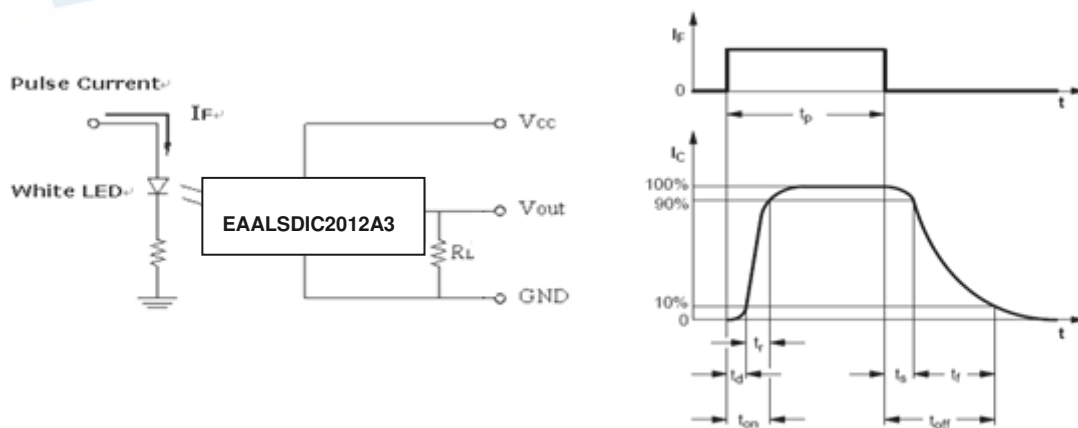 Pulse Current
IF
White LED
EAALSDIC2012A3
Vcc
Vout
RL
GND
IF
0
t
tp
IC
100%
90%
10%
0
t
tr
td
ts
tf
ton
toff